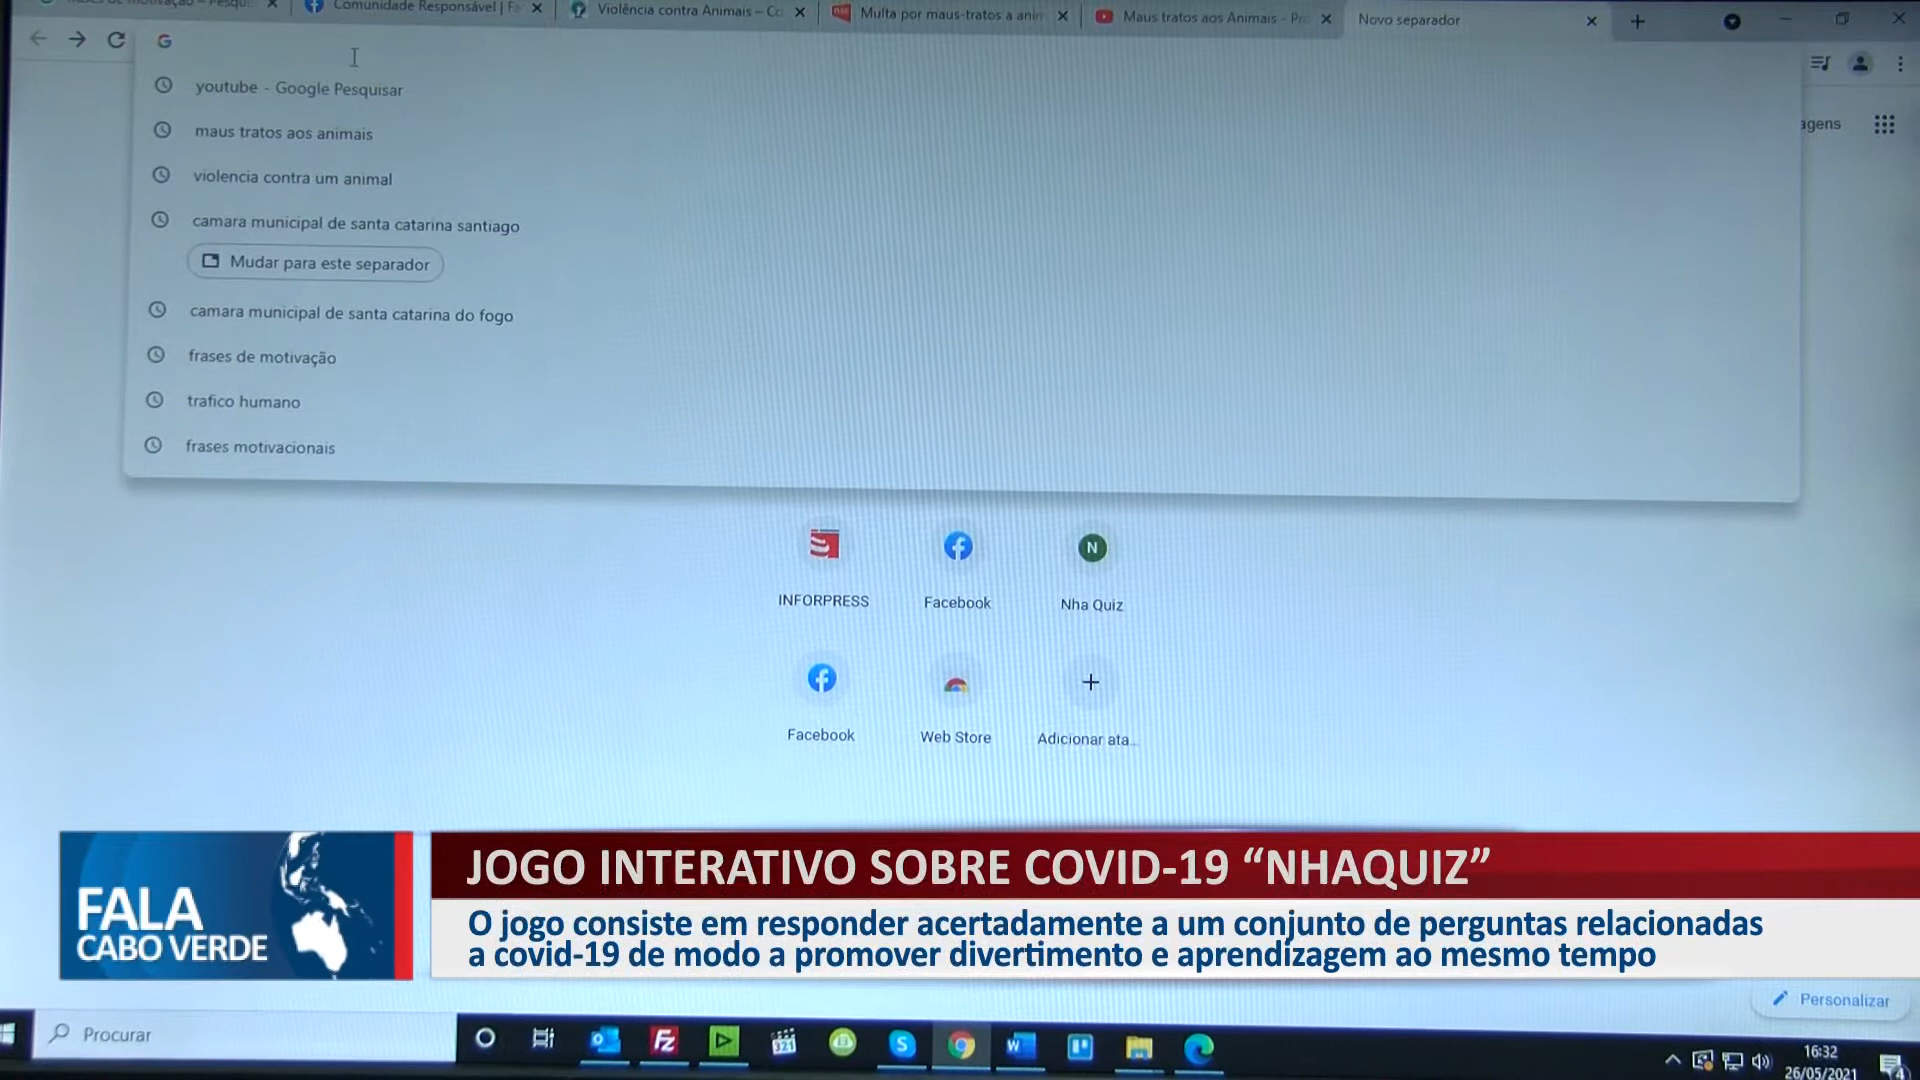 Comunidade Responsável | F
Violência contra Animais – Co
Multa por maus-tratos a anim
Maus tratos aos Animais - Pr
Novo separador
youtube - Google Pesquisar
maus tratos aos animais
violencia contra um animal
camara municipal de santa catarina santiago
Mudar para este separador
camara municipal de santa catarina do fogo
frases de motivação
trafico humano
frases motivacionais
agens
INFORPRESS
Facebook
N
Nha Quiz
Facebook
Web Store
Adicionar ata...
FALA
CABO VERDE
JOGO INTERATIVO SOBRE COVID-19 “NHAQUIZ”
O jogo consiste em responder acertadamente a um conjunto de perguntas relacionadas
a covid-19 de modo a promover divertimento e aprendizagem ao mesmo tempo
Personalizar
Procurar
16:32
26/05/2021